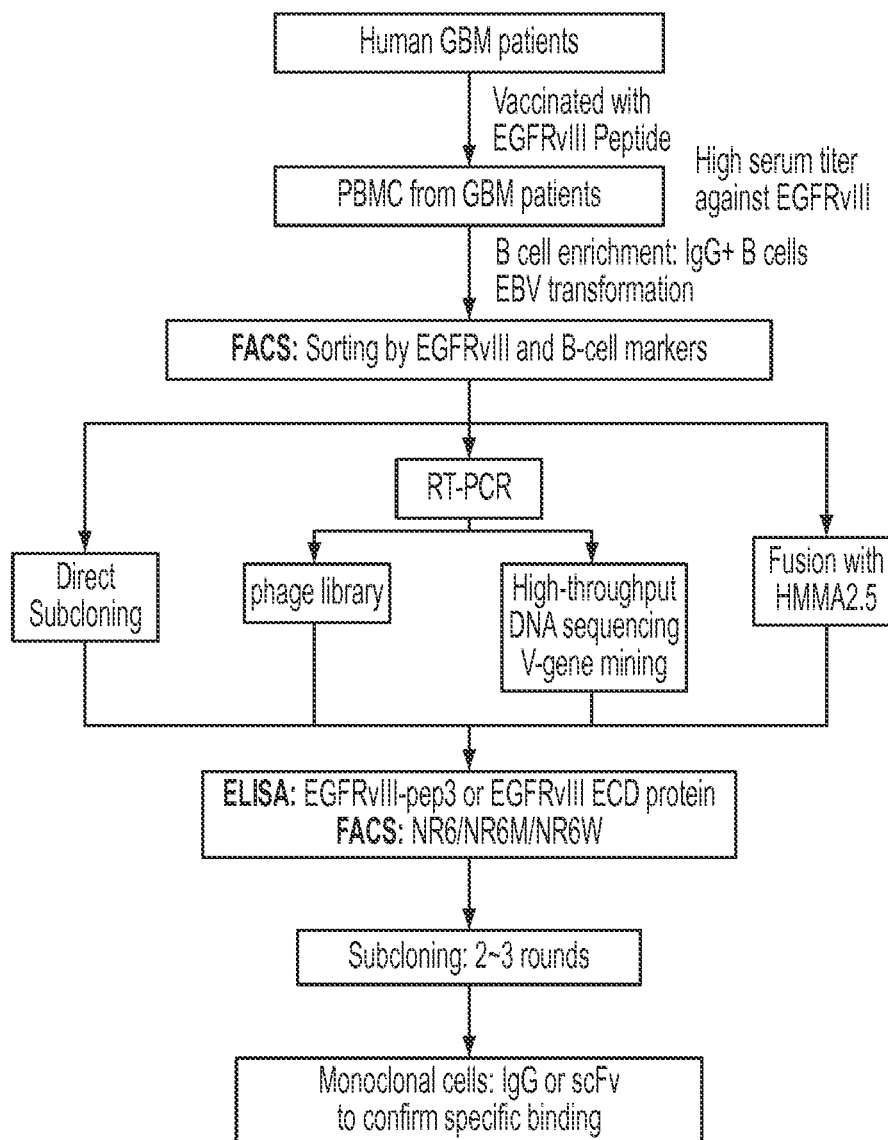 Human GBM patients
Vaccinated with
EGFRvIII Peptide
High serum titer
against EGFRvIII
PBMC from GBM patients
B cell enrichment: IgG+ B cells
EBV transformation
FACS: Sorting by EGFRvIII and B-cell markers
RT-PCR
Direct
Subcloning
phage library
High-throughput
DNA sequencing
V-gene mining
Fusion with
HMMA2.5
ELISA: EGFRvIII-pep3 or EGFRvIII ECD protein
FACS: NR6/NR6M/NR6W
Subcloning: 2~3 rounds
Monoclonal cells: IgG or scFv
to confirm specific binding